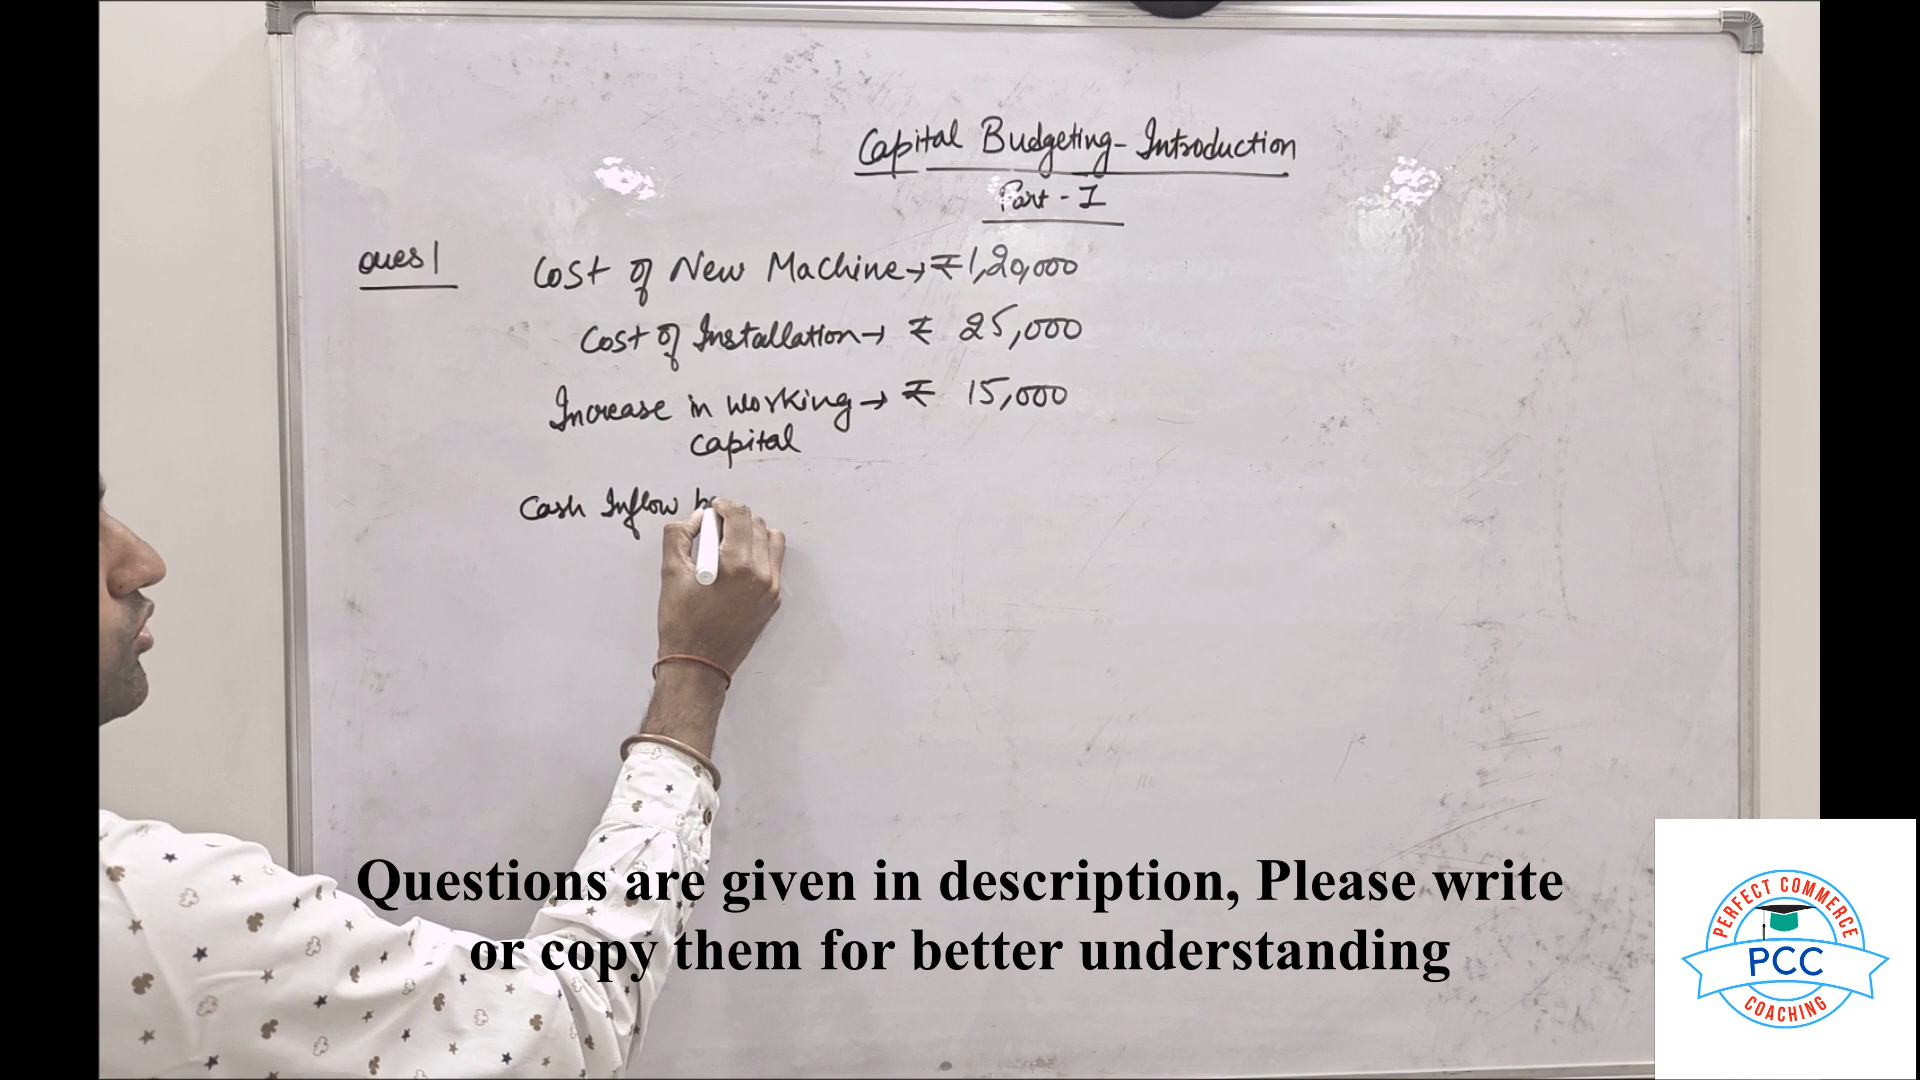 Capital Budgeting - Introduction
Part - I
Ques 1
Cost of New Machine → ₹ 1,20,000
Cost of Installation → ₹ 25,000
Increase in working → ₹ 15,000
capital
Cash Inflow
Questions are given in description, Please write
or copy them for better understanding
PERFECT COMMERCE
PCC
COACHING